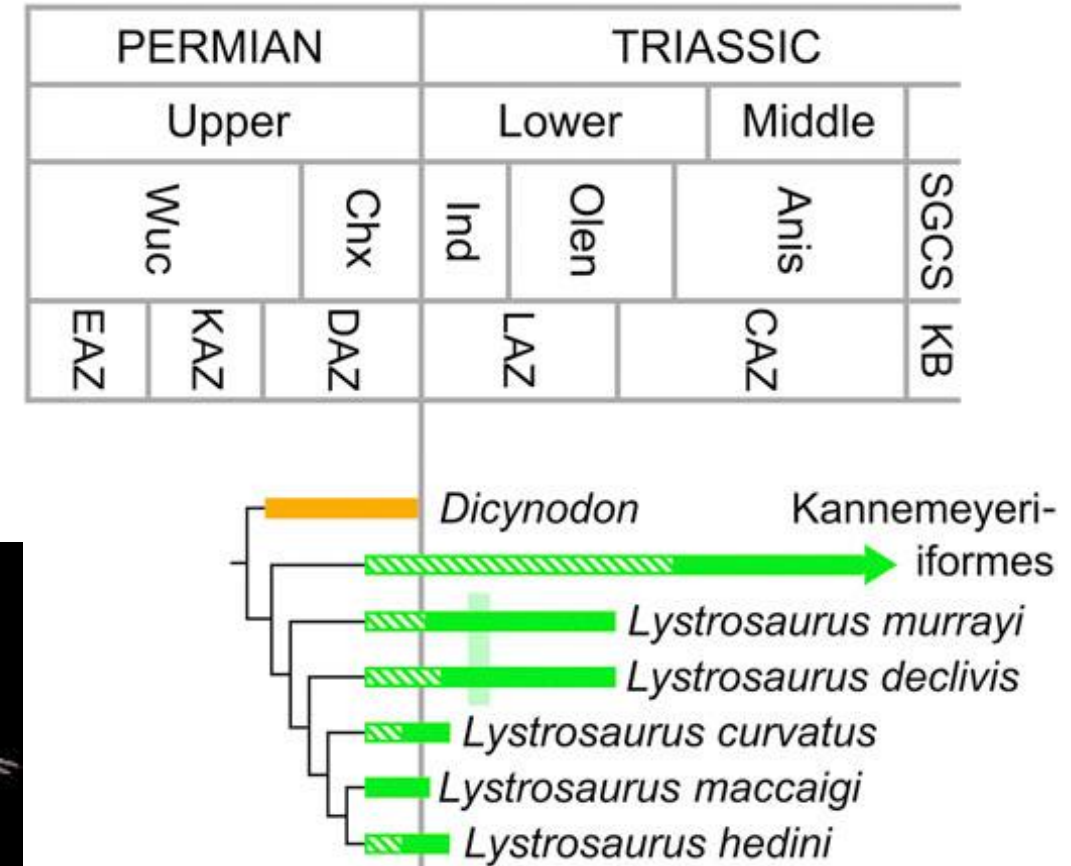 PERMIAN TRIASSIC
Upper Lower Middle
Wuc Chx Ind Olen Anis SGCS
EAZ KAZ DAZ LAZ CAZ KB
Dicynodon Kannemeyeri-
iformes
Lystrosaurus murrayi
Lystrosaurus declivis
Lystrosaurus curvatus
Lystrosaurus maccaigi
Lystrosaurus hedini